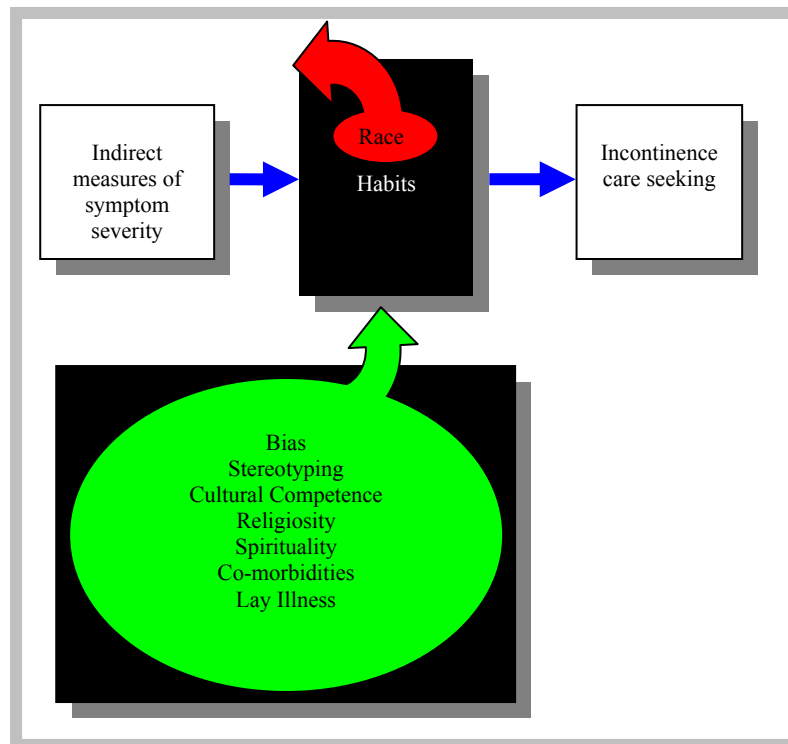 Race
Indirect
measures of
symptom
severity
Habits
Incontinence
care seeking
Bias
Stereotyping
Cultural Competence
Religiosity
Spirituality
Co-morbidities
Lay Illness